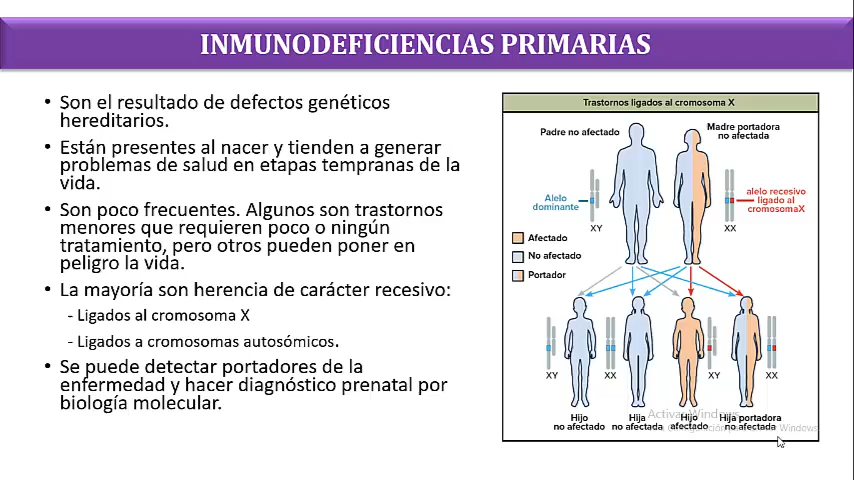 INMUNODEFICIENCIAS PRIMARIAS
• Son el resultado de defectos genéticos
hereditarios.
• Están presentes al nacer y tienden a generar
problemas de salud en etapas tempranas de la
vida.
• Son poco frecuentes. Algunos son trastornos
menores que requieren poco o ningún
tratamiento, pero otros pueden poner en
peligro la vida.
• La mayoría son herencia de carácter recesivo:
- Ligados al cromosoma X
- Ligados a cromosomas autosómicos.
• Se puede detectar portadores de la
enfermedad y hacer diagnóstico prenatal por
biología molecular.
Trastornos ligados al cromosoma X
Padre no afectado
Madre portadora
no afectada
Alelo
dominante
XY
XX
alelo recesivo
ligado al
cromosomaX
Afectado
No afectado
Portador
XY
XX
XY
XX
Hijo
no afectado
Hija
no afectada
Hijo
afectado
Hija portadora
no afectada
Activar Windows
Windows